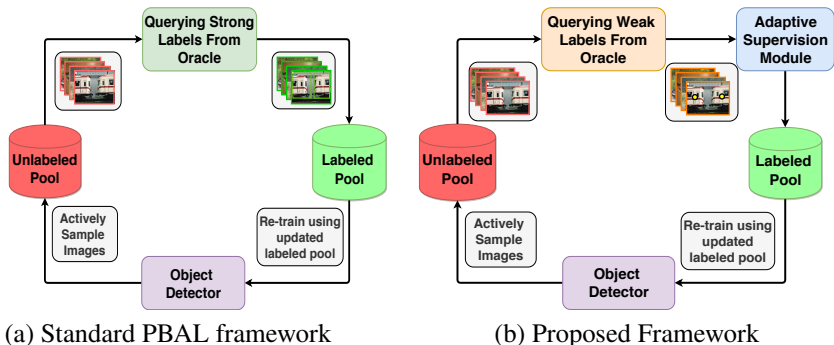 Querying Strong
Labels From
Oracle
Unlabeled
Pool
Labeled
Pool
Actively
Sample
Images
Re-train using
updated
labeled pool
Object
Detector
(a) Standard PBAL framework
Querying Weak
Labels From
Oracle
Adaptive
Supervision
Module
Unlabeled
Pool
Labeled
Pool
Actively
Sample
Images
Re-train using
updated
labeled pool
Object
Detector
(b) Proposed Framework